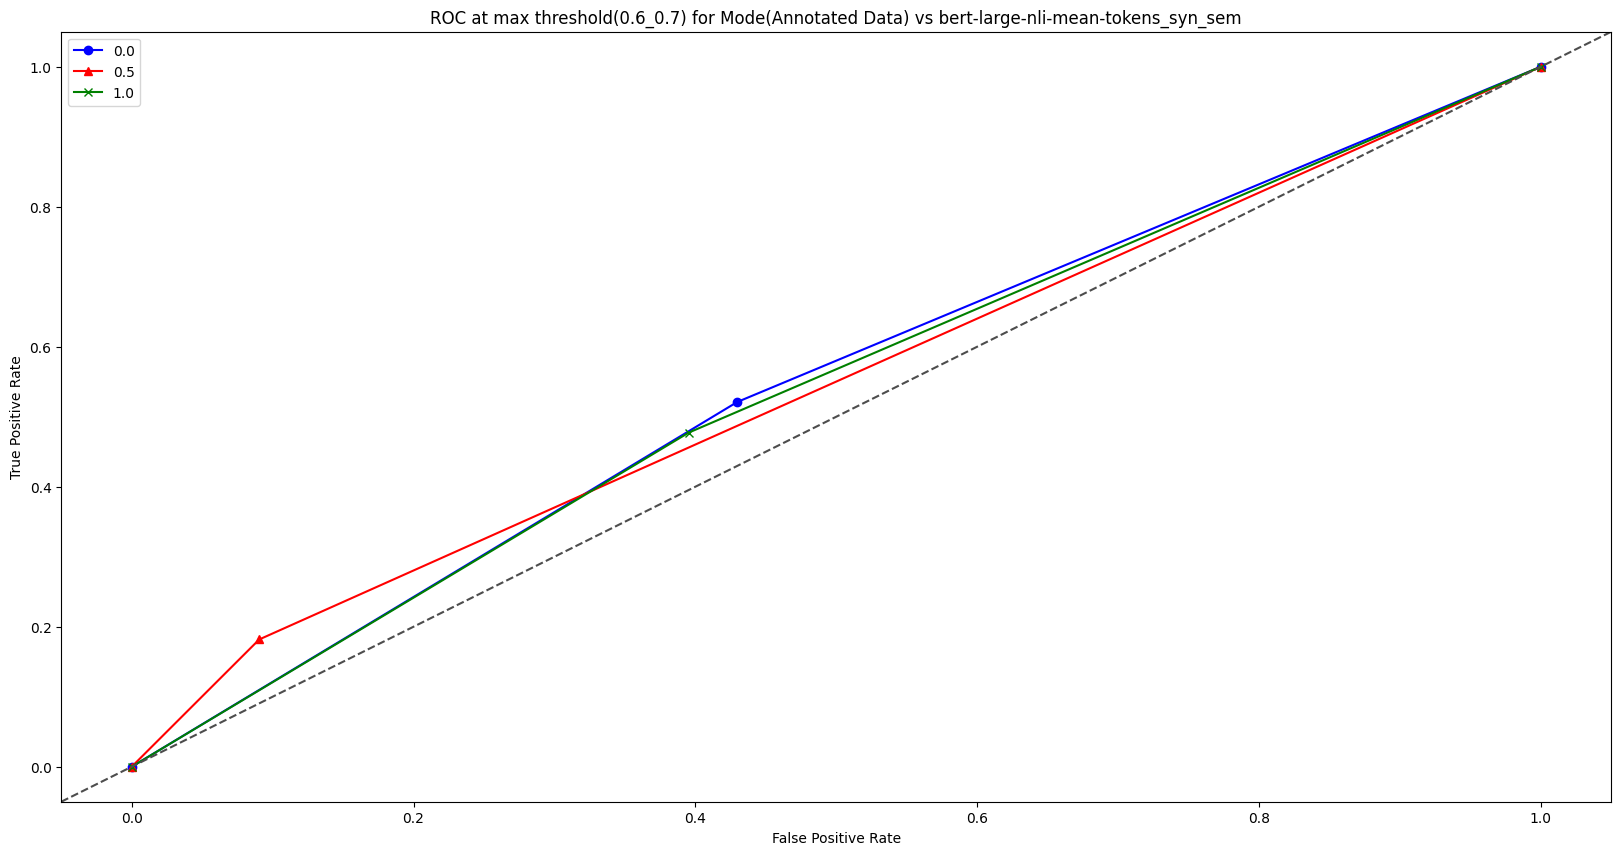 ROC at max threshold(0.6_0.7) for Mode(Annotated Data) vs bert-large-nli-mean-tokens_syn_sem
0.0
0.5
1.0
True Positive Rate
1.0
0.8
0.6
0.4
0.2
0.0
0.0 0.2 0.4 0.6 0.8 1.0
False Positive Rate